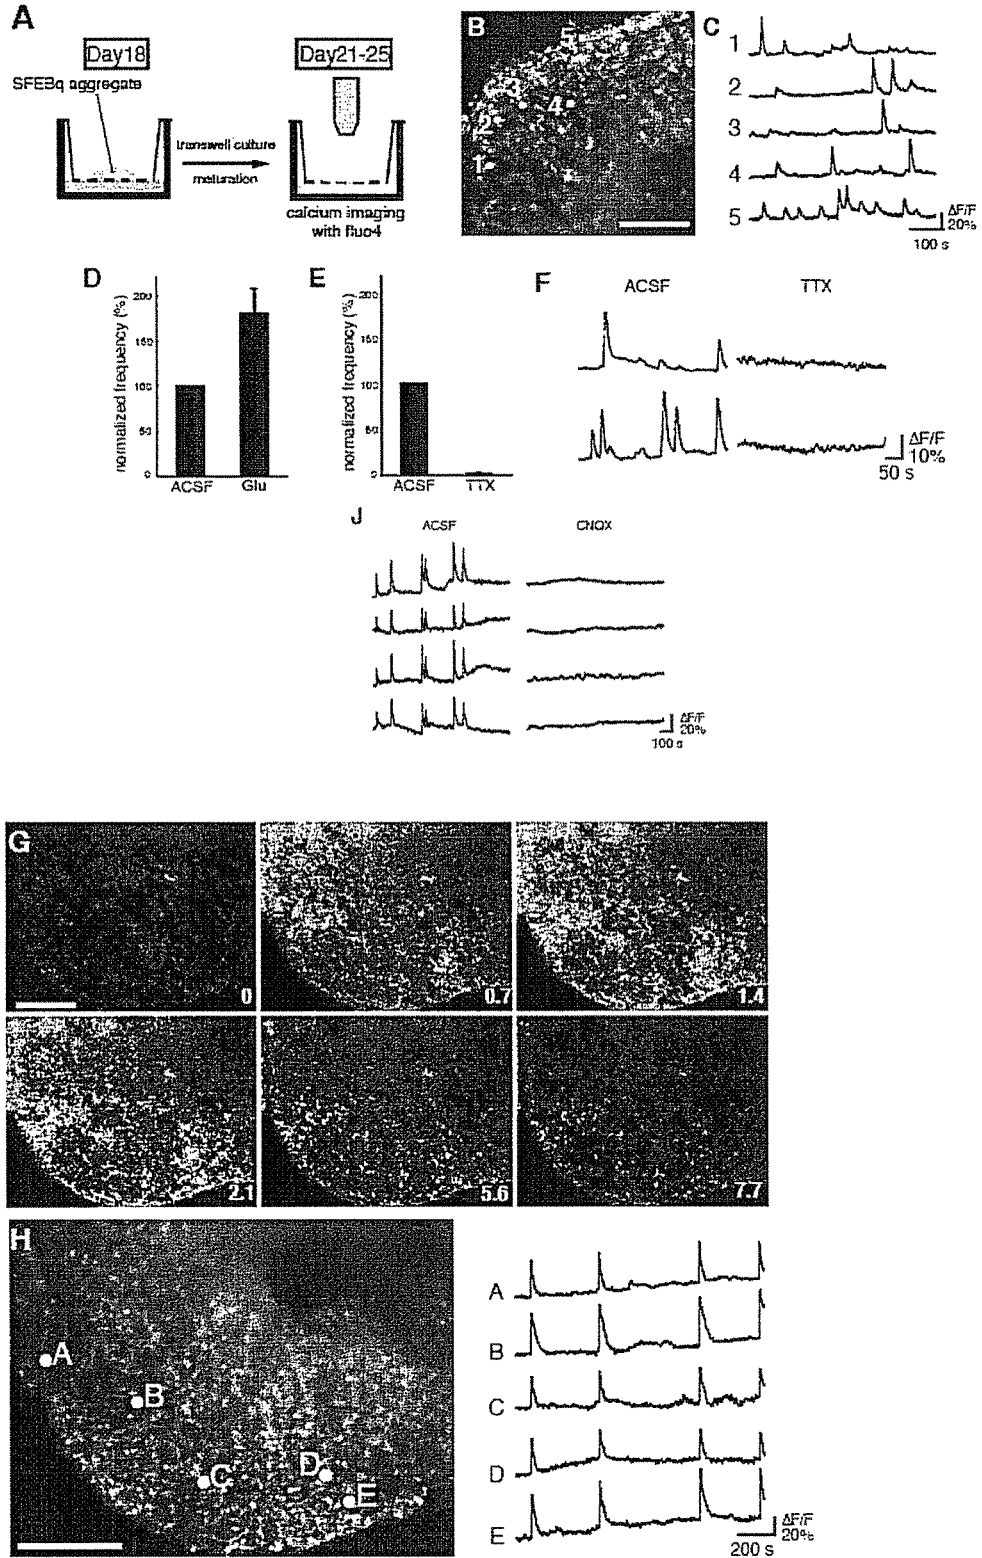 A
Day18
SFEBq aggregate
transwell culture
maturation
Day21-25
calcium imaging
with fluo4
B
1
2
3
4
5
C
1
2
3
4
5
ΔF/F
20%
100 s
D
normalized frequency (%)
200
150
100
50
0
ACSF
Glu
E
normalized frequency (%)
200
150
100
50
0
ACSF
TTX
F
ACSF
TTX
ΔF/F
10%
50 s
J
ACSF
CNQX
ΔF/F
20%
100 s
G
0
0.7
1.4
2.1
5.6
7.7
H
A
B
C
D
E
A
B
C
D
E
ΔF/F
20%
200 s